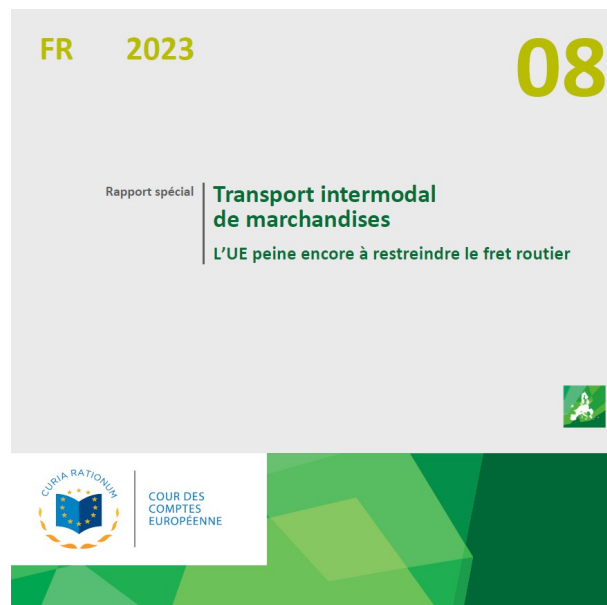 FR 2023
08
Rapport spécial
Transport intermodal
de marchandises
L'UE peine encore à restreindre le fret routier
CURIA RATIONUM
COUR DES
COMPTES
EUROPÉENNE